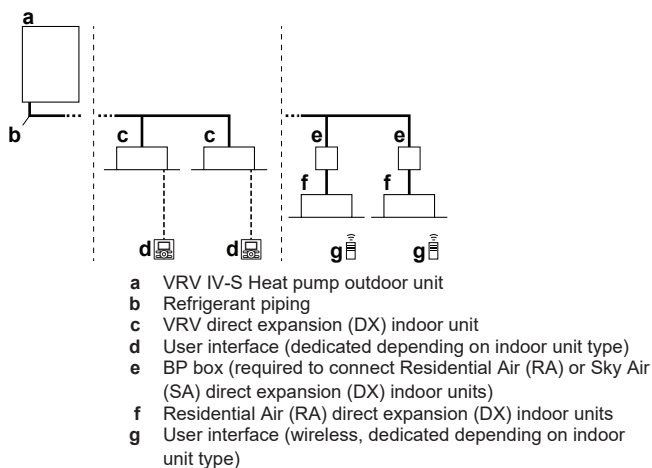 a
b
c c
d d
e e
f f
g g
a VRV IV-S Heat pump outdoor unit
b Refrigerant piping
c VRV direct expansion (DX) indoor unit
d User interface (dedicated depending on indoor unit type)
e BP box (required to connect Residential Air (RA) or Sky Air
(SA) direct expansion (DX) indoor units)
f Residential Air (RA) direct expansion (DX) indoor units
g User interface (wireless, dedicated depending on indoor
unit type)